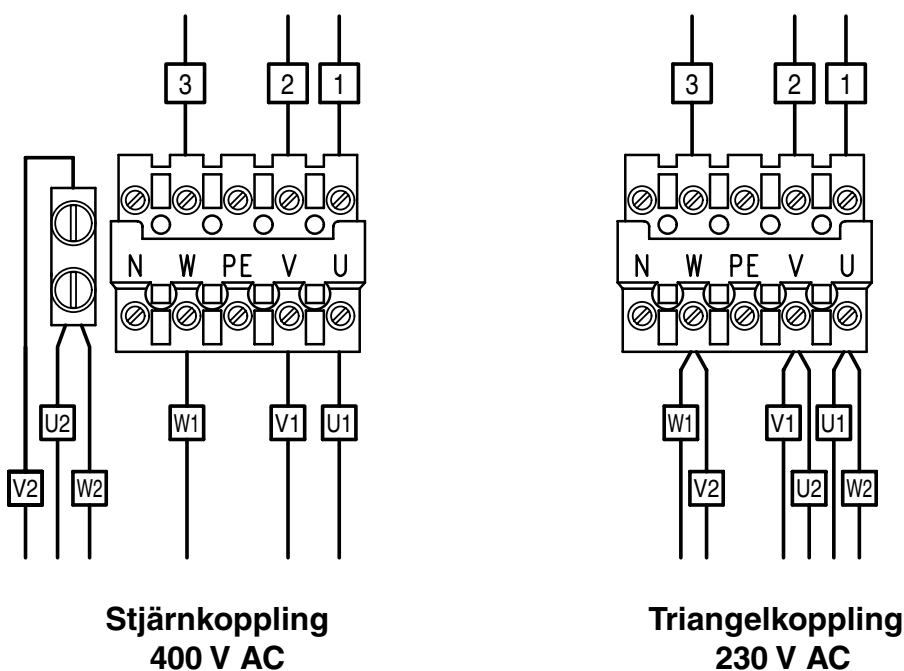 3 2 1
N W PE V U
U2 W1 V1 U1
V2 W2
Stjärnkoppling
400 V AC
3 2 1
N W PE V U
W1 V1 U1
V2 U2 W2
Triangelkoppling
230 V AC